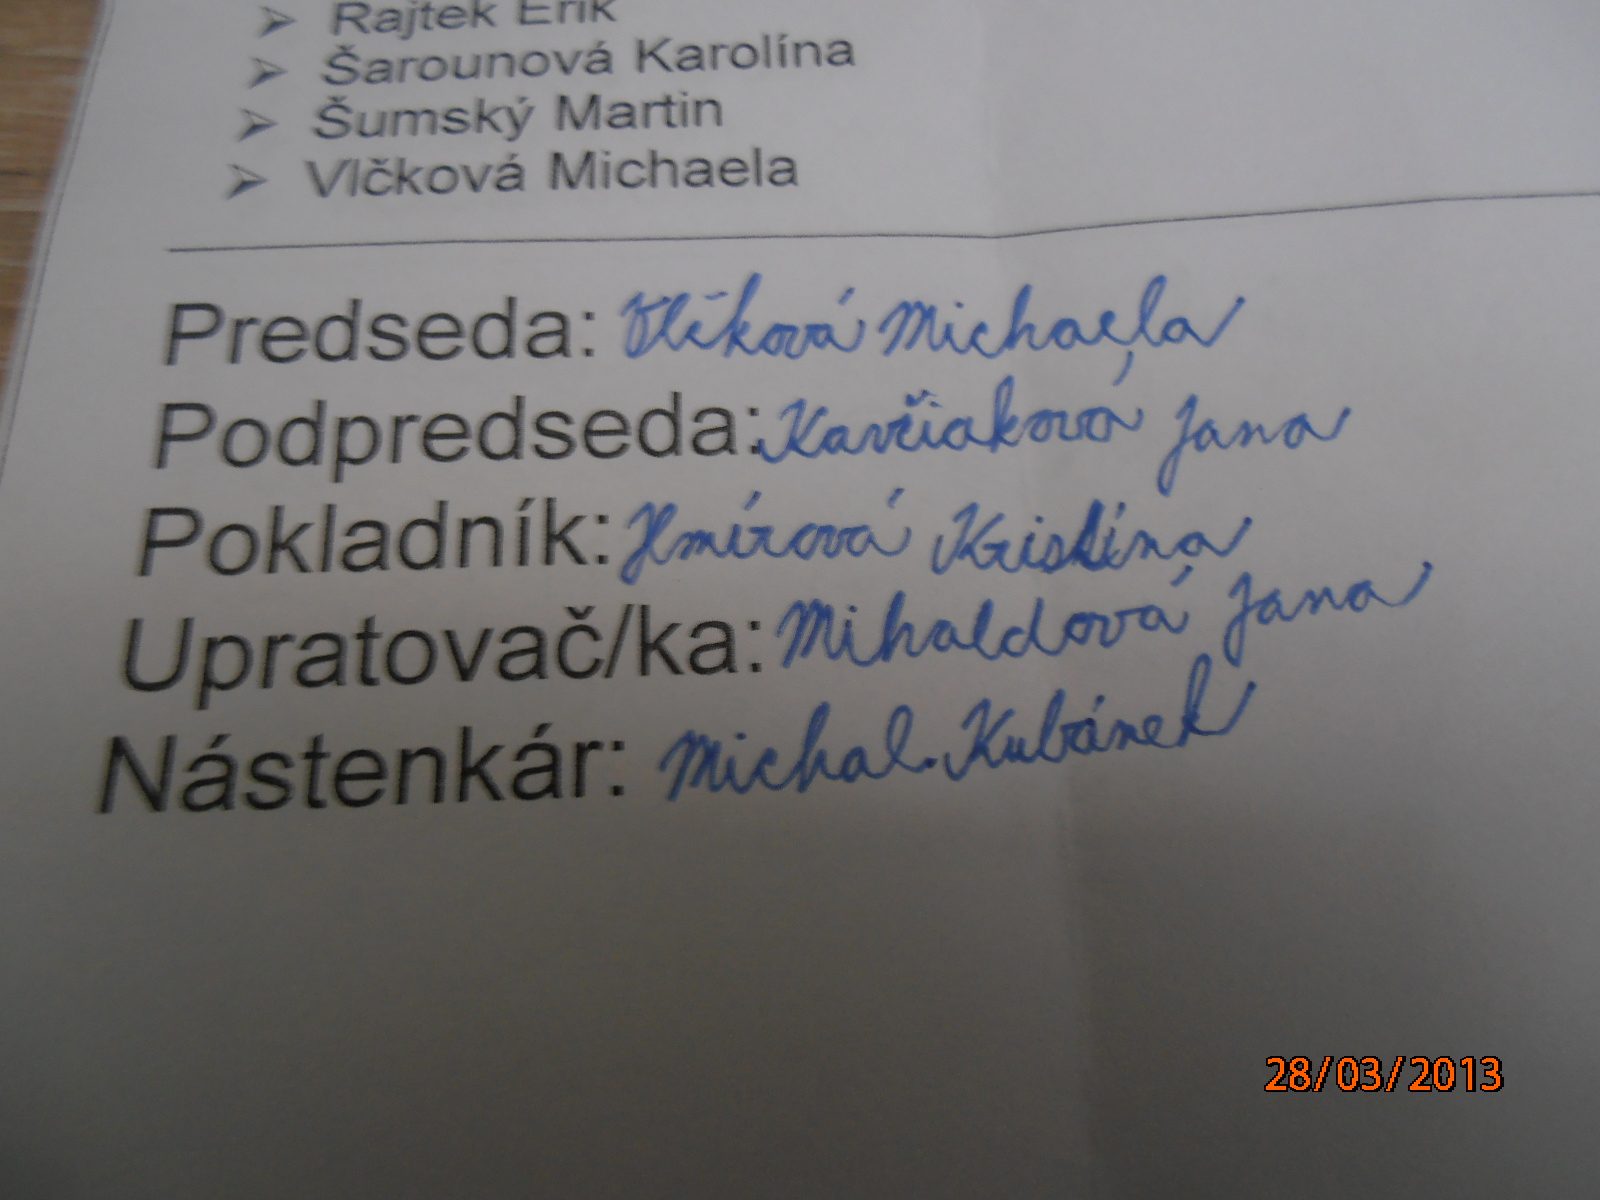 ➢ Rajtek Erik
➢ Šarounová Karolína
➢ Šumský Martin
➢ Vlčková Michaela
Predseda: Vlčková Michaela
Podpredseda: Kavčiaková Jana
Pokladník: Hmírová Kristína
Upratovač/ka: Mihaldová Jana
Nástenkár: Michal Kubánek
28/03/2013